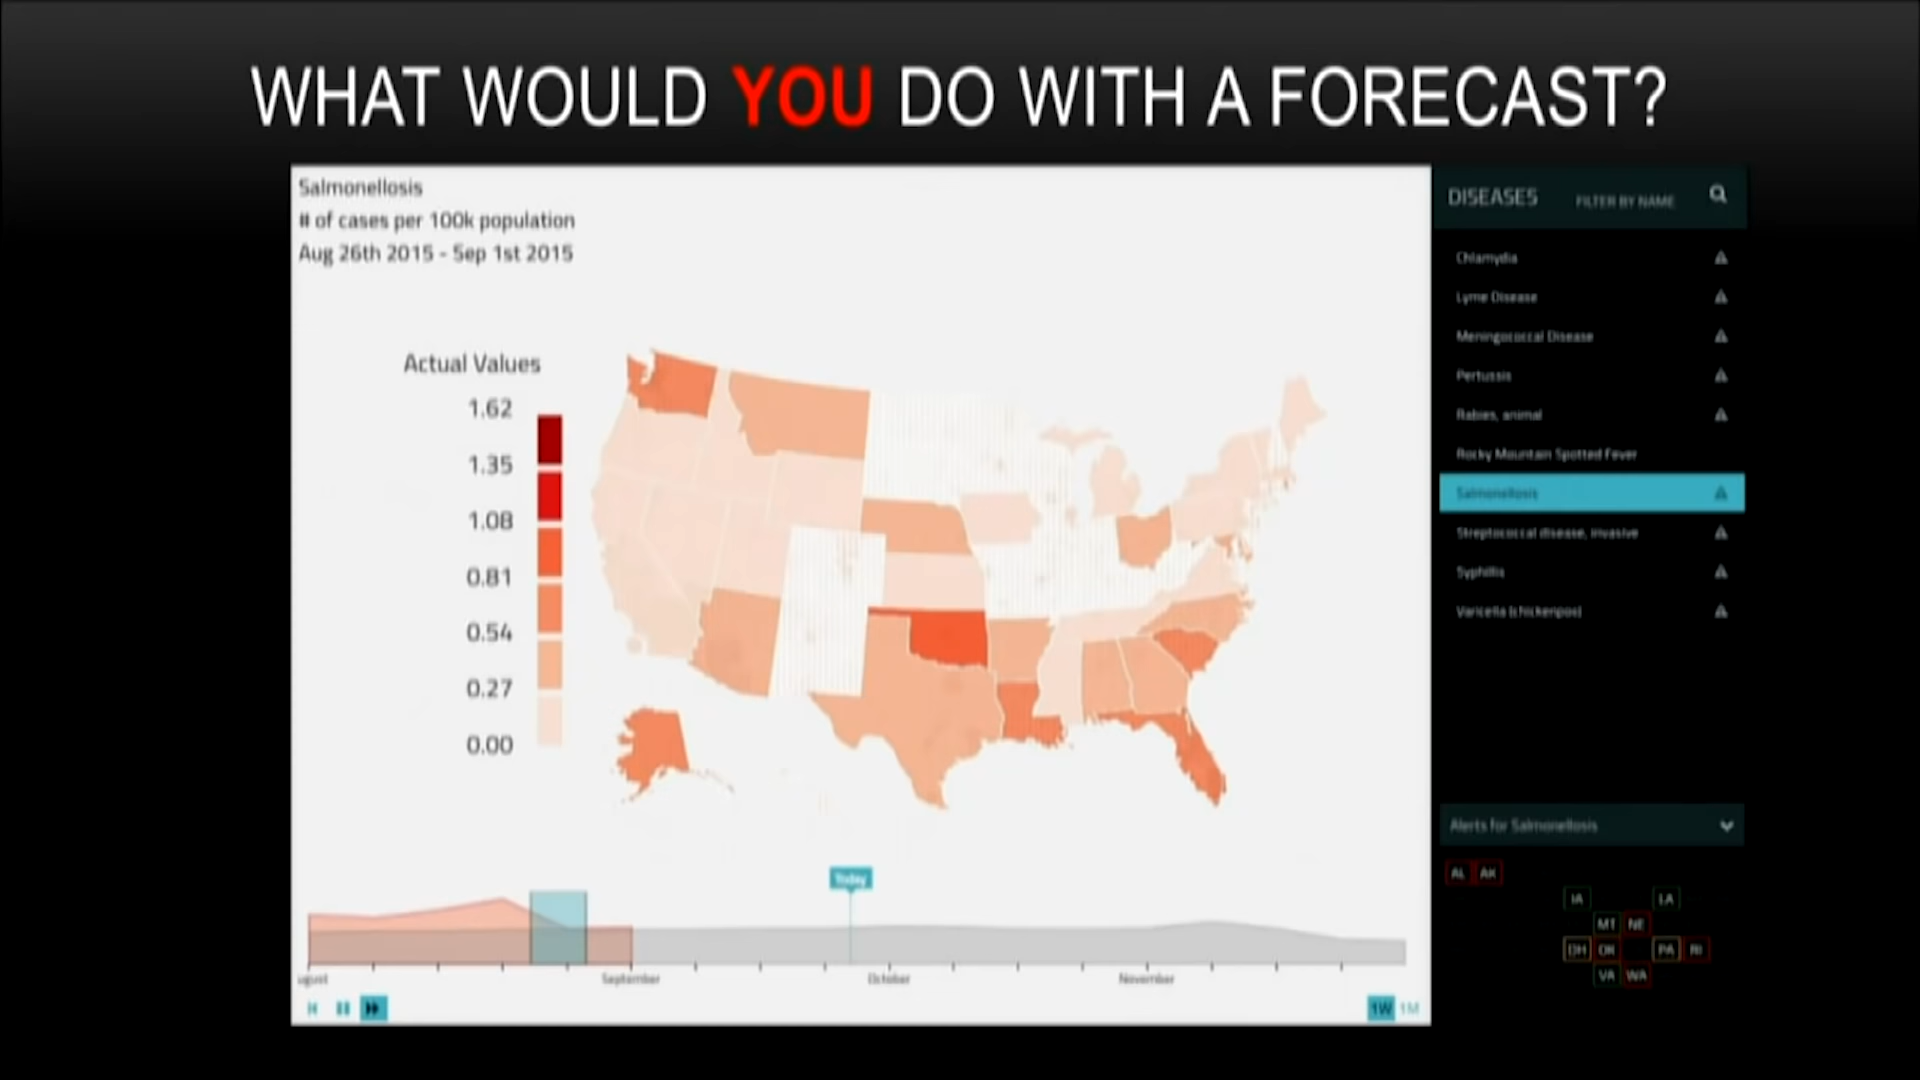 WHAT WOULD YOU DO WITH A FORECAST?
Salmonellosis
# of cases per 100k population
Aug 26th 2015 - Sep 1st 2015
Actual Values
1.62
1.35
1.08
0.81
0.54
0.27
0.00
Today
ugust
September
October
November
1W 1M
DISEASES FILTER BY NAME
Chlamydia
Lyme Disease
Meningococcal Disease
Pertussis
Rabies, animal
Rocky Mountain Spotted Fever
Salmonellosis
Streptococcal disease, invasive
Syphillis
Varicella (chickenpox)
Alerts for Salmonellosis
AL AK
IA LA
MT NE
OH OK PA RI
VA WA